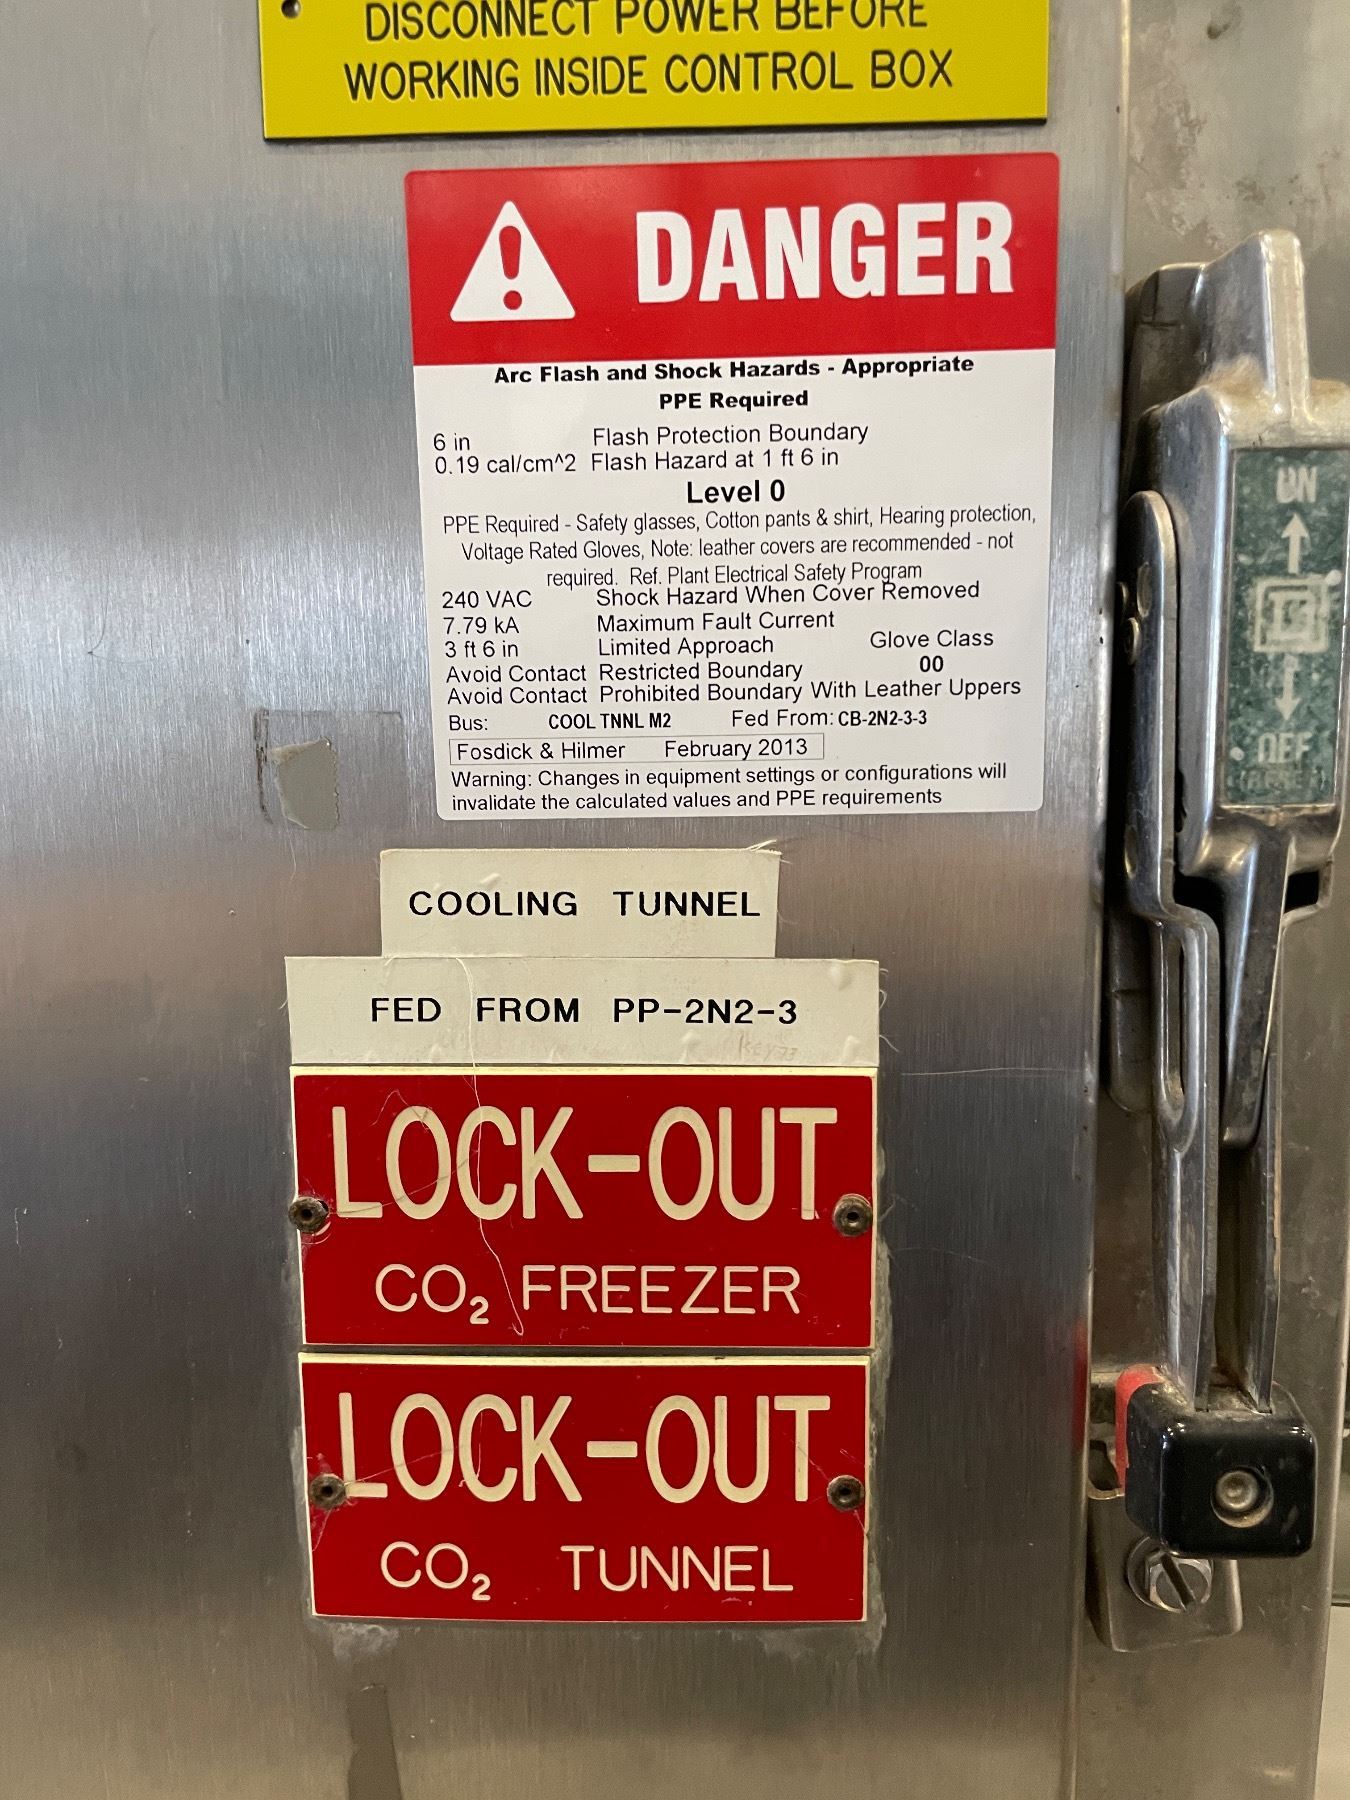 DISCONNECT POWER BEFORE
WORKING INSIDE CONTROL BOX
DANGER
Arc Flash and Shock Hazards - Appropriate
PPE Required
6 in Flash Protection Boundary
0.19 cal/cm^2 Flash Hazard at 1 ft 6 in
Level 0
PPE Required - Safety glasses, Cotton pants & shirt, Hearing protection,
Voltage Rated Gloves, Note: leather covers are recommended - not
required. Ref. Plant Electrical Safety Program
240 VAC Shock Hazard When Cover Removed
7.79 kA Maximum Fault Current
3 ft 6 in Limited Approach Glove Class
Avoid Contact Restricted Boundary 00
Avoid Contact Prohibited Boundary With Leather Uppers
Bus: COOL TNNL M2 Fed From: CB-2N2-3-3
Fosdick & Hilmer February 2013
Warning: Changes in equipment settings or configurations will
invalidate the calculated values and PPE requirements
ON
OFF
COOLING TUNNEL
FED FROM PP-2N2-3
KEY 73
LOCK-OUT
CO₂ FREEZER
LOCK-OUT
CO₂ TUNNEL